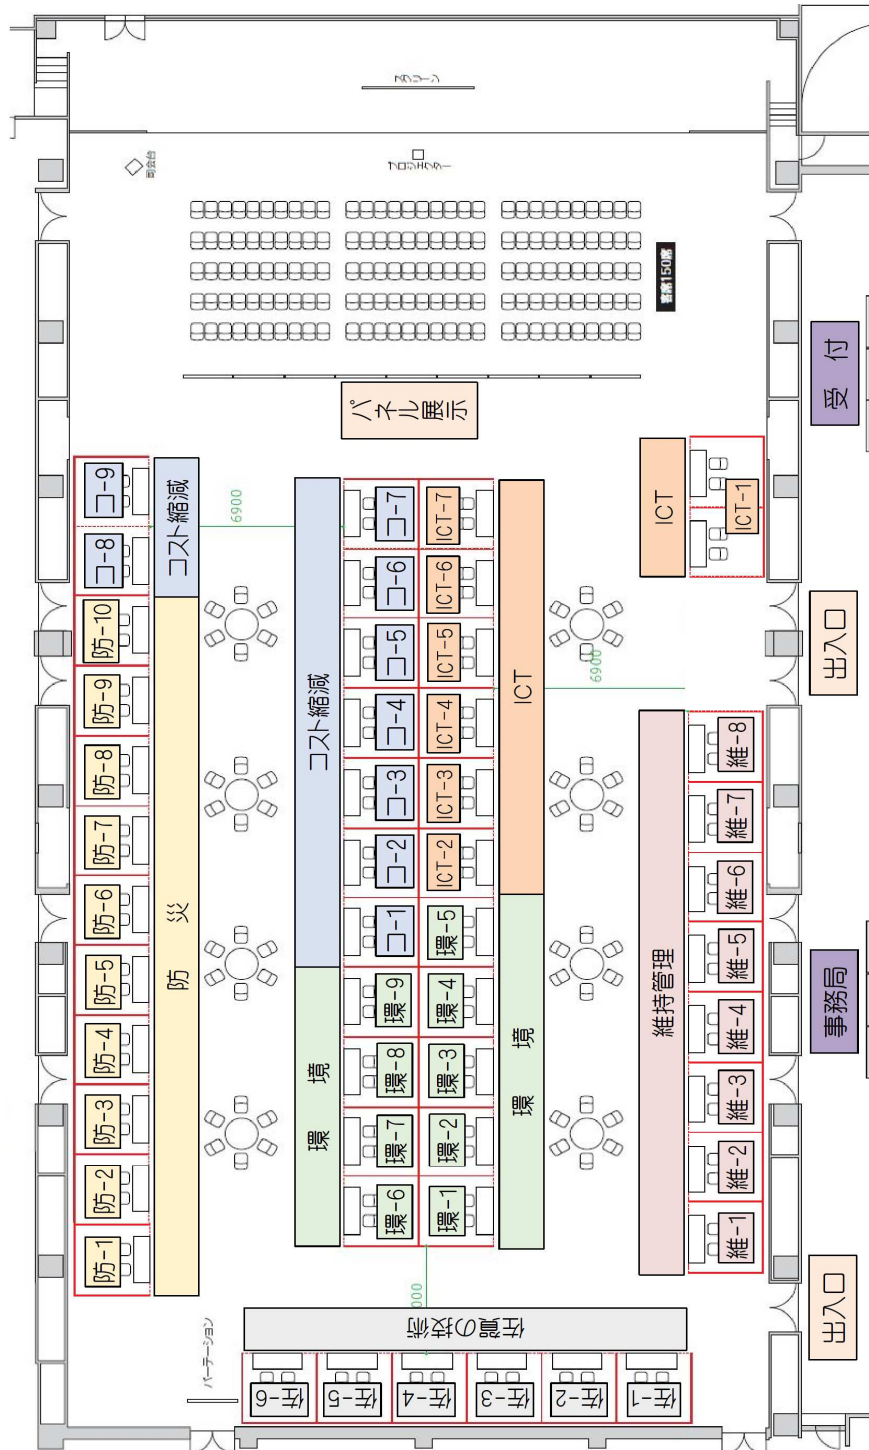 スクリーン
司会台
プロジェクター
客席150席
パネル展示
受　付
コ-9
コ-8
コスト縮減
6900
防-10
防-9
防-8
防-7
防-6
防-5
防-4
防-3
防-2
防-1
防　災
コスト縮減
環　境
コ-7
コ-6
コ-5
コ-4
コ-3
コ-2
コ-1
環-9
環-8
環-7
環-6
ICT-7
ICT-6
ICT-5
ICT-4
ICT-3
ICT-2
環-5
環-4
環-3
環-2
環-1
ICT
環　境
6900
ICT
ICT-1
出入口
維持管理
維-8
維-7
維-6
維-5
維-4
維-3
維-2
維-1
事務局
出入口
000
佐賀の技術
パーテーション
佐-6
佐-5
佐-4
佐-3
佐-2
佐-1